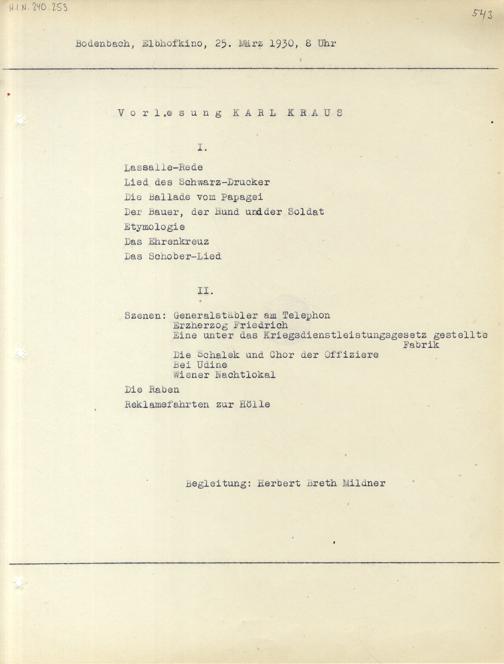 H.I.N. 240.253
543
Bodenbach, Elbhofkino, 25. März 1930, 8 Uhr
Vorlesung KARL KRAUS
I.
Lassalle-Rede
Lied des Schwarz-Drucker
Die Ballade vom Papagei
Der Bauer, der Hund undder Soldat
Etymologie
Das Ehrenkreuz
Das Schober-Lied
II.
Szenen: Generalstäbler am Telephon
Erzherzog Friedrich
Eine unter das Kriegsdienstleistungsgesetz gestellte
Fabrik
Die Schalek und Chor der Offiziere
Bei Udine
Wiener Nachtlokal
Die Raben
Reklamefahrten zur Hölle
Begleitung: Herbert Breth Mildner